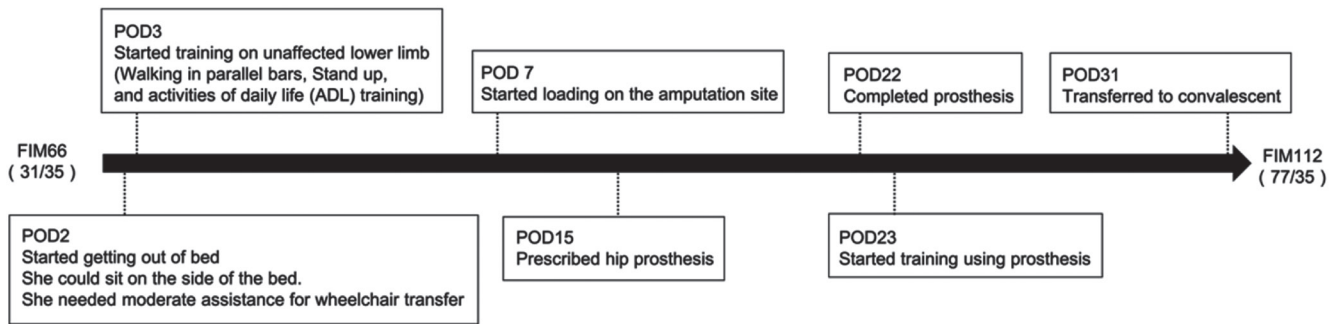 POD3
Started training on unaffected lower limb
(Walking in parallel bars, Stand up,
and activities of daily life (ADL) training)
POD 7
Started loading on the amputation site
POD22
Completed prosthesis
POD31
Transferred to convalescent
FIM66
( 31/35)
FIM112
( 77/35)
POD2
Started getting out of bed
She could sit on the side of the bed.
She needed moderate assistance for wheelchair transfer
POD15
Prescribed hip prosthesis
POD23
Started training using prosthesis